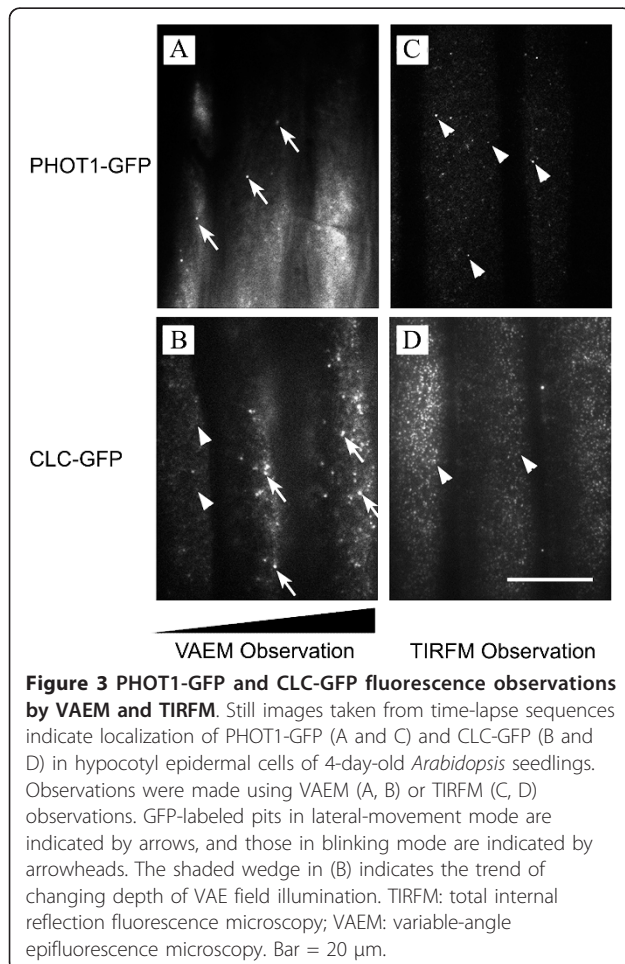 A
C
PHOT1-GFP
B
D
CLC-GFP
VAEM Observation
TIRFM Observation
Figure 3 PHOT1-GFP and CLC-GFP fluorescence observations
by VAEM and TIRFM. Still images taken from time-lapse sequences
indicate localization of PHOT1-GFP (A and C) and CLC-GFP (B and
D) in hypocotyl epidermal cells of 4-day-old Arabidopsis seedlings.
Observations were made using VAEM (A, B) or TIRFM (C, D)
observations. GFP-labeled pits in lateral-movement mode are
indicated by arrows, and those in blinking mode are indicated by
arrowheads. The shaded wedge in (B) indicates the trend of
changing depth of VAE field illumination. TIRFM: total internal
reflection fluorescence microscopy; VAEM: variable-angle
epifluorescence microscopy. Bar = 20 μm.